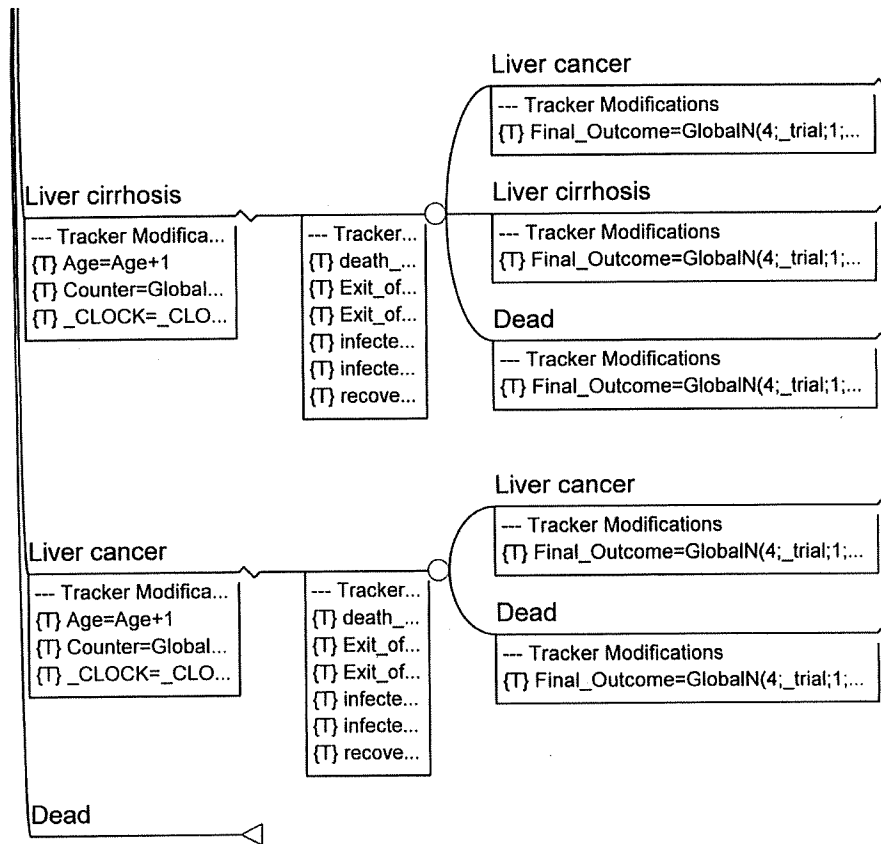 Liver cancer
--- Tracker Modifications
{T} Final_Outcome=GlobalN(4;_trial;1;...
Liver cirrhosis
--- Tracker Modifica...
{T} Age=Age+1
{T} Counter=Global...
{T} _CLOCK=_CLO...
--- Tracker...
{T} death_...
{T} Exit_of...
{T} Exit_of...
{T} infecte...
{T} infecte...
{T} recove...
Liver cirrhosis
--- Tracker Modifications
{T} Final_Outcome=GlobalN(4;_trial;1;...
Dead
--- Tracker Modifications
{T} Final_Outcome=GlobalN(4;_trial;1;...
Liver cancer
--- Tracker Modifica...
{T} Age=Age+1
{T} Counter=Global...
{T} _CLOCK=_CLO...
--- Tracker...
{T} death_...
{T} Exit_of...
{T} Exit_of...
{T} infecte...
{T} infecte...
{T} recove...
Liver cancer
--- Tracker Modifications
{T} Final_Outcome=GlobalN(4;_trial;1;...
Dead
--- Tracker Modifications
{T} Final_Outcome=GlobalN(4;_trial;1;...
Dead